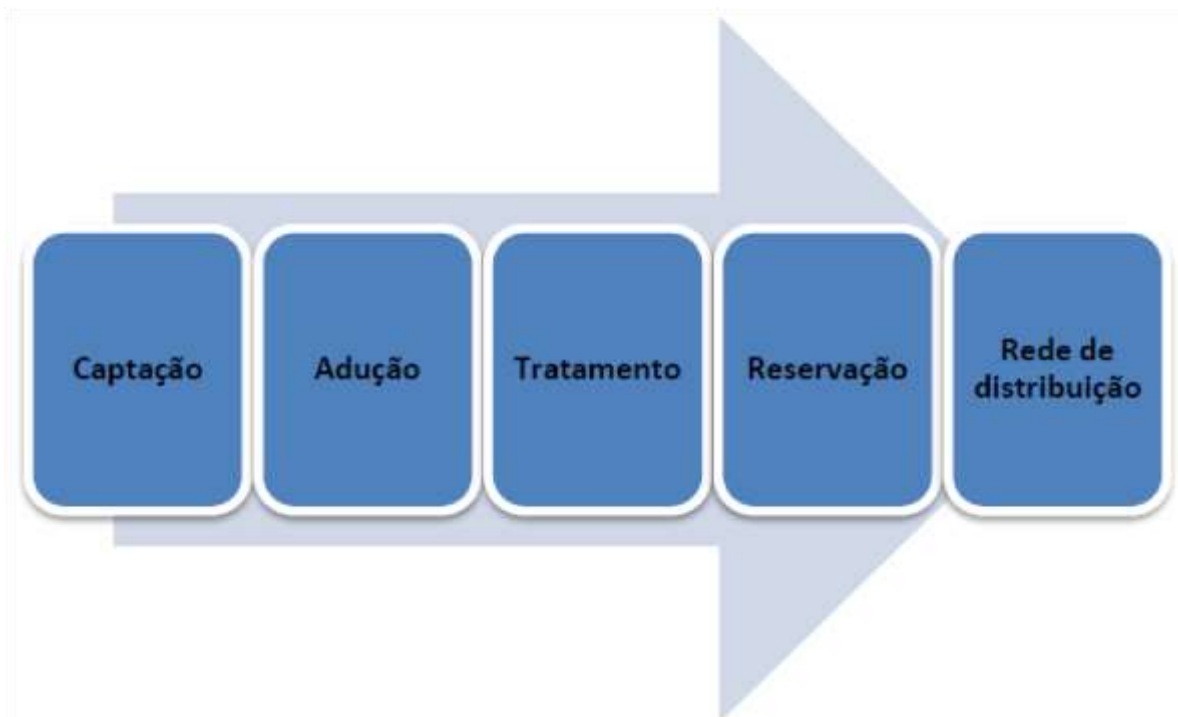 Captação
Adução
Tratamento
Reservação
Rede de
distribuição